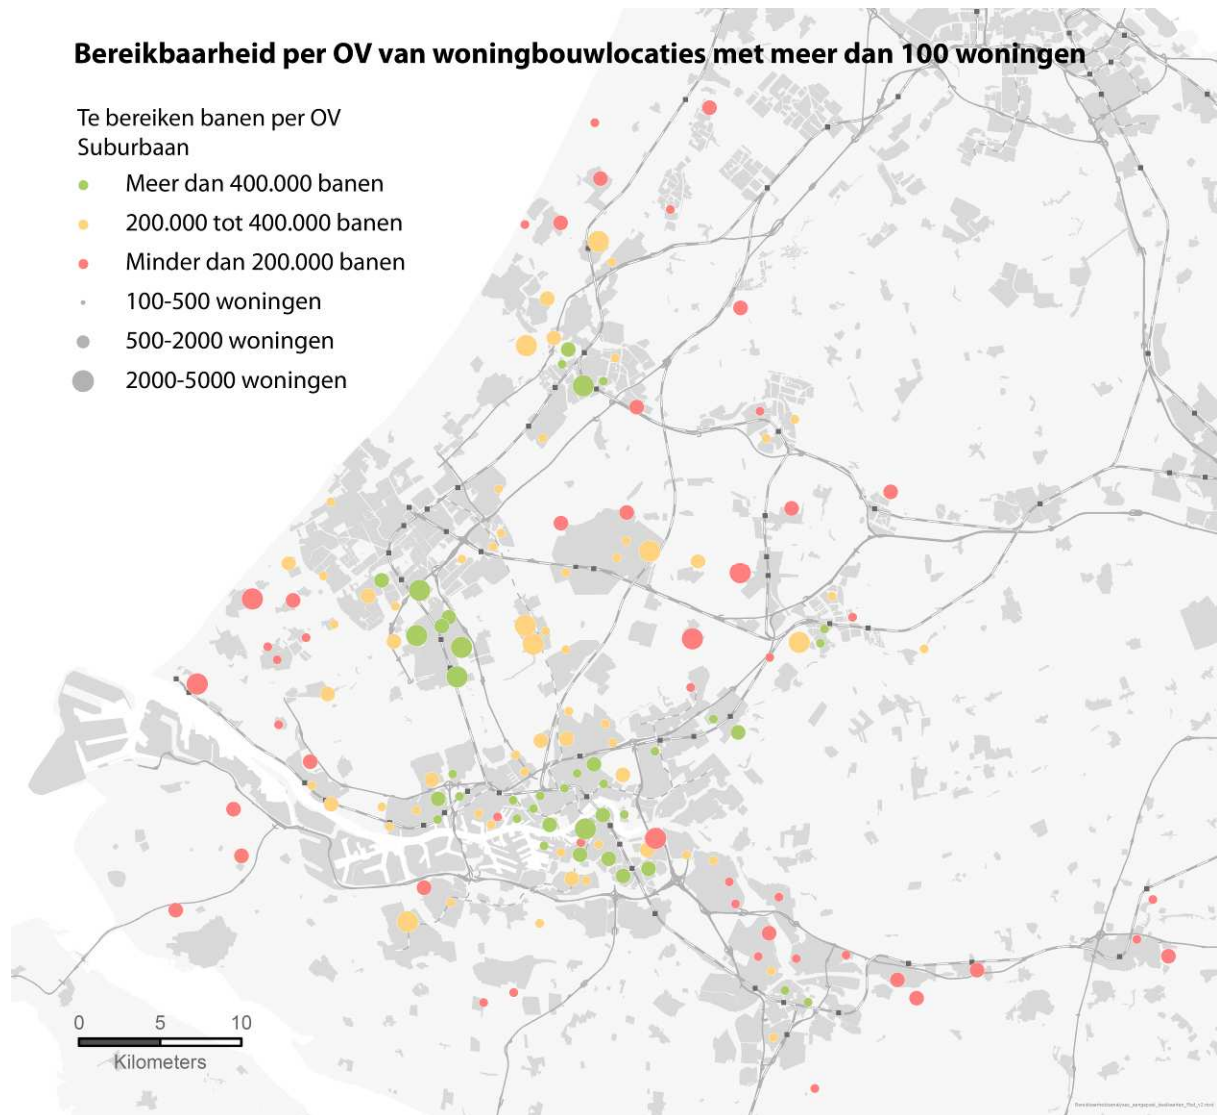 Bereikbaarheid per OV van woningbouwlocaties met meer dan 100 woningen
Te bereiken banen per OV
Suburbaan
Meer dan 400.000 banen
200.000 tot 400.000 banen
Minder dan 200.000 banen
100-500 woningen
500-2000 woningen
2000-5000 woningen
0 5 10
Kilometers